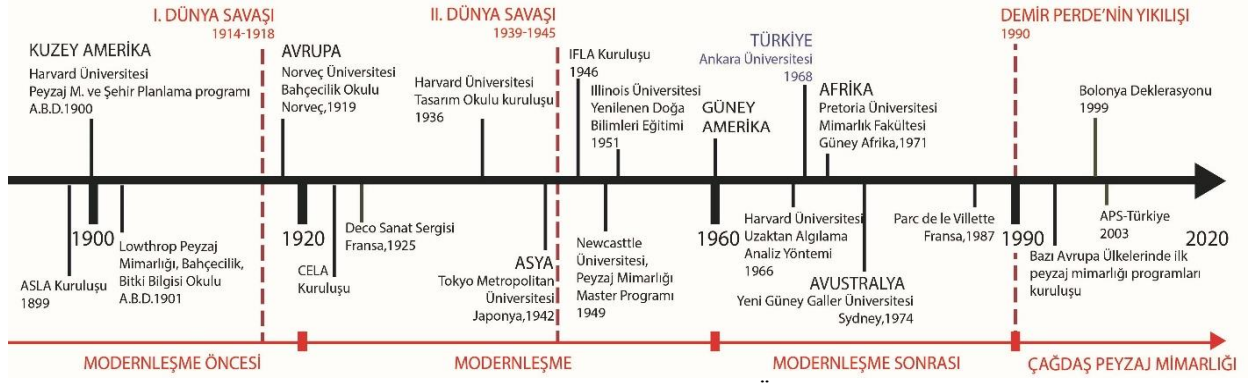 I. DÜNYA SAVAŞI
1914-1918
II. DÜNYA SAVAŞI
1939-1945
DEMİR PERDE'NİN YIKILIŞI
1990
KUZEY AMERİKA
Harvard Üniversitesi
Peyzaj M. ve Şehir Planlama programı
A.B.D.1900
AVRUPA
Norveç Üniversitesi
Bahçecilik Okulu
Norveç,1919
Harvard Üniversitesi
Tasarım Okulu kuruluşu
1936
IFLA Kuruluşu
1946
Illinois Üniversitesi
Yenilenen Doğa
Bilimleri Eğitimi
1951
GÜNEY
AMERİKA
TÜRKİYE
Ankara Üniversitesi
1968
AFRİKA
Pretoria Üniversitesi
Mimarlık Fakültesi
Güney Afrika,1971
Bolonya Deklerasyonu
1999
1900
1920
1960
1990
2020
ASLA Kuruluşu
1899
Lowthrop Peyzaj
Mimarlığı, Bahçecilik,
Bitki Bilgisi Okulu
A.B.D.1901
CELA
Kuruluşu
Deco Sanat Sergisi
Fransa,1925
ASYA
Tokyo Metropolitan
Üniversitesi
Japonya,1942
Newcasttle
Üniversitesi,
Peyzaj Mimarlığı
Master Programı
1949
Harvard Üniversitesi
Uzaktan Algılama
Analiz Yöntemi
1966
AVUSTRALYA
Yeni Güney Galler Üniversitesi
Sydney,1974
Parc de le Villette
Fransa,1987
Bazı Avrupa Ülkelerinde ilk
peyzaj mimarlığı programları
kuruluşu
APS-Türkiye
2003
MODERNLEŞME ÖNCESİ
MODERNLEŞME
MODERNLEŞME SONRASI
ÇAĞDAŞ PEYZAJ MİMARLIĞI